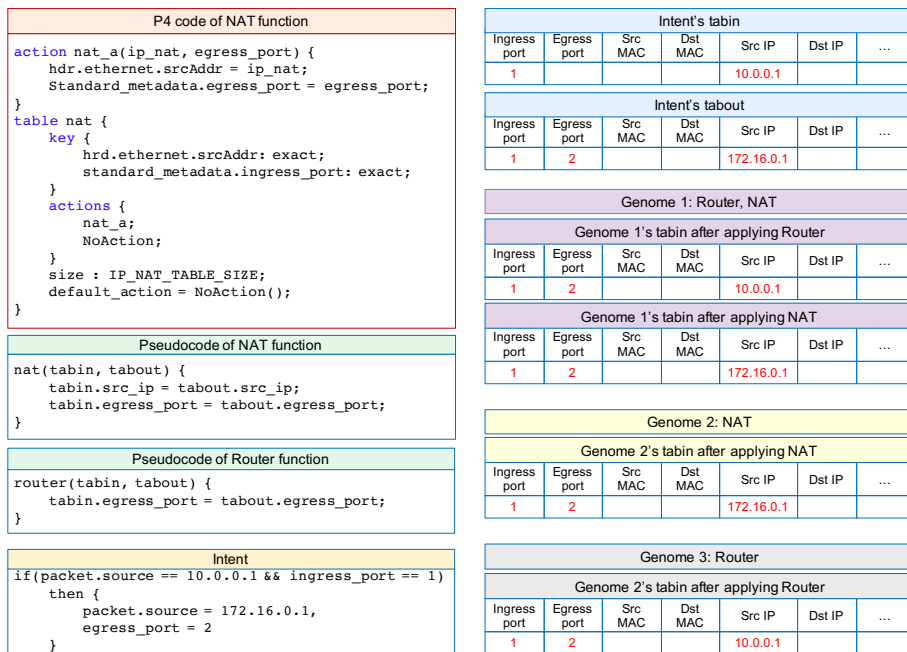 P4 code of NAT function
action nat_a(ip_nat, egress_port) {
    hdr.ethernet.srcAddr = ip_nat;
    Standard_metadata.egress_port = egress_port;
}
table nat {
    key {
        hrd.ethernet.srcAddr: exact;
        standard_metadata.ingress_port: exact;
    }
    actions {
        nat_a;
        NoAction;
    }
    size : IP_NAT_TABLE_SIZE;
    default_action = NoAction();
}
Pseudocode of NAT function
nat(tabin, tabout) {
    tabin.src_ip = tabout.src_ip;
    tabin.egress_port = tabout.egress_port;
}
Pseudocode of Router function
router(tabin, tabout) {
    tabin.egress_port = tabout.egress_port;
}
Intent
if(packet.source == 10.0.0.1 && ingress_port == 1)
    then {
        packet.source = 172.16.0.1,
        egress_port = 2
    }
Intent's tabin
Ingress port Egress port Src MAC Dst MAC Src IP Dst IP ...
1 10.0.0.1
Intent's tabout
Ingress port Egress port Src MAC Dst MAC Src IP Dst IP ...
1 2 172.16.0.1
Genome 1: Router, NAT
Genome 1's tabin after applying Router
Ingress port Egress port Src MAC Dst MAC Src IP Dst IP ...
1 2 10.0.0.1
Genome 1's tabin after applying NAT
Ingress port Egress port Src MAC Dst MAC Src IP Dst IP ...
1 2 172.16.0.1
Genome 2: NAT
Genome 2's tabin after applying NAT
Ingress port Egress port Src MAC Dst MAC Src IP Dst IP ...
1 2 172.16.0.1
Genome 3: Router
Genome 2's tabin after applying Router
Ingress port Egress port Src MAC Dst MAC Src IP Dst IP ...
1 2 10.0.0.1